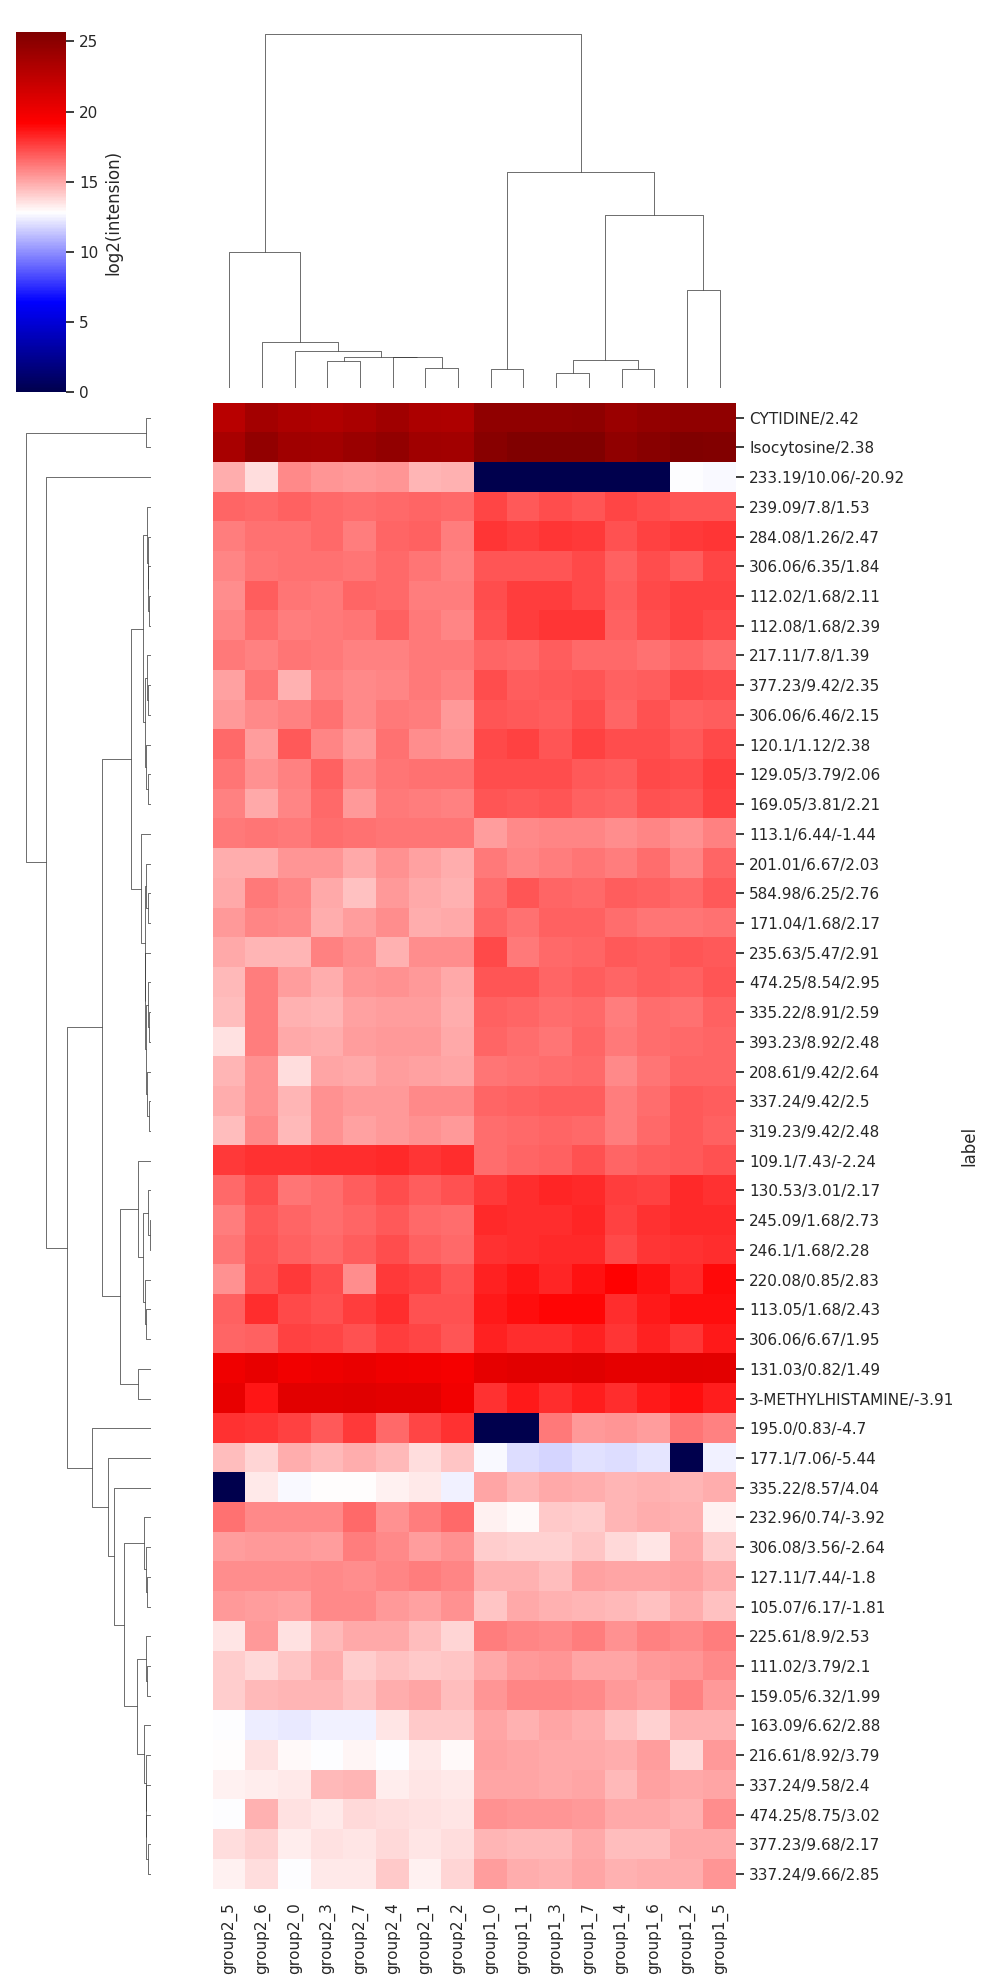 25
20
15
10
5
0
log2(intension)
CYTIDINE/2.42
Isocytosine/2.38
233.19/10.06/-20.92
239.09/7.8/1.53
284.08/1.26/2.47
306.06/6.35/1.84
112.02/1.68/2.11
112.08/1.68/2.39
217.11/7.8/1.39
377.23/9.42/2.35
306.06/6.46/2.15
120.1/1.12/2.38
129.05/3.79/2.06
169.05/3.81/2.21
113.1/6.44/-1.44
201.01/6.67/2.03
584.98/6.25/2.76
171.04/1.68/2.17
235.63/5.47/2.91
474.25/8.54/2.95
335.22/8.91/2.59
393.23/8.92/2.48
208.61/9.42/2.64
337.24/9.42/2.5
319.23/9.42/2.48
109.1/7.43/-2.24
130.53/3.01/2.17
245.09/1.68/2.73
246.1/1.68/2.28
220.08/0.85/2.83
113.05/1.68/2.43
306.06/6.67/1.95
131.03/0.82/1.49
3-METHYLHISTAMINE/-3.91
195.0/0.83/-4.7
177.1/7.06/-5.44
335.22/8.57/4.04
232.96/0.74/-3.92
306.08/3.56/-2.64
127.11/7.44/-1.8
105.07/6.17/-1.81
225.61/8.9/2.53
111.02/3.79/2.1
159.05/6.32/1.99
163.09/6.62/2.88
216.61/8.92/3.79
337.24/9.58/2.4
474.25/8.75/3.02
377.23/9.68/2.17
337.24/9.66/2.85
label
group2_5
group2_6
group2_0
group2_3
group2_7
group2_4
group2_1
group2_2
group1_0
group1_1
group1_3
group1_7
group1_4
group1_6
group1_2
group1_5